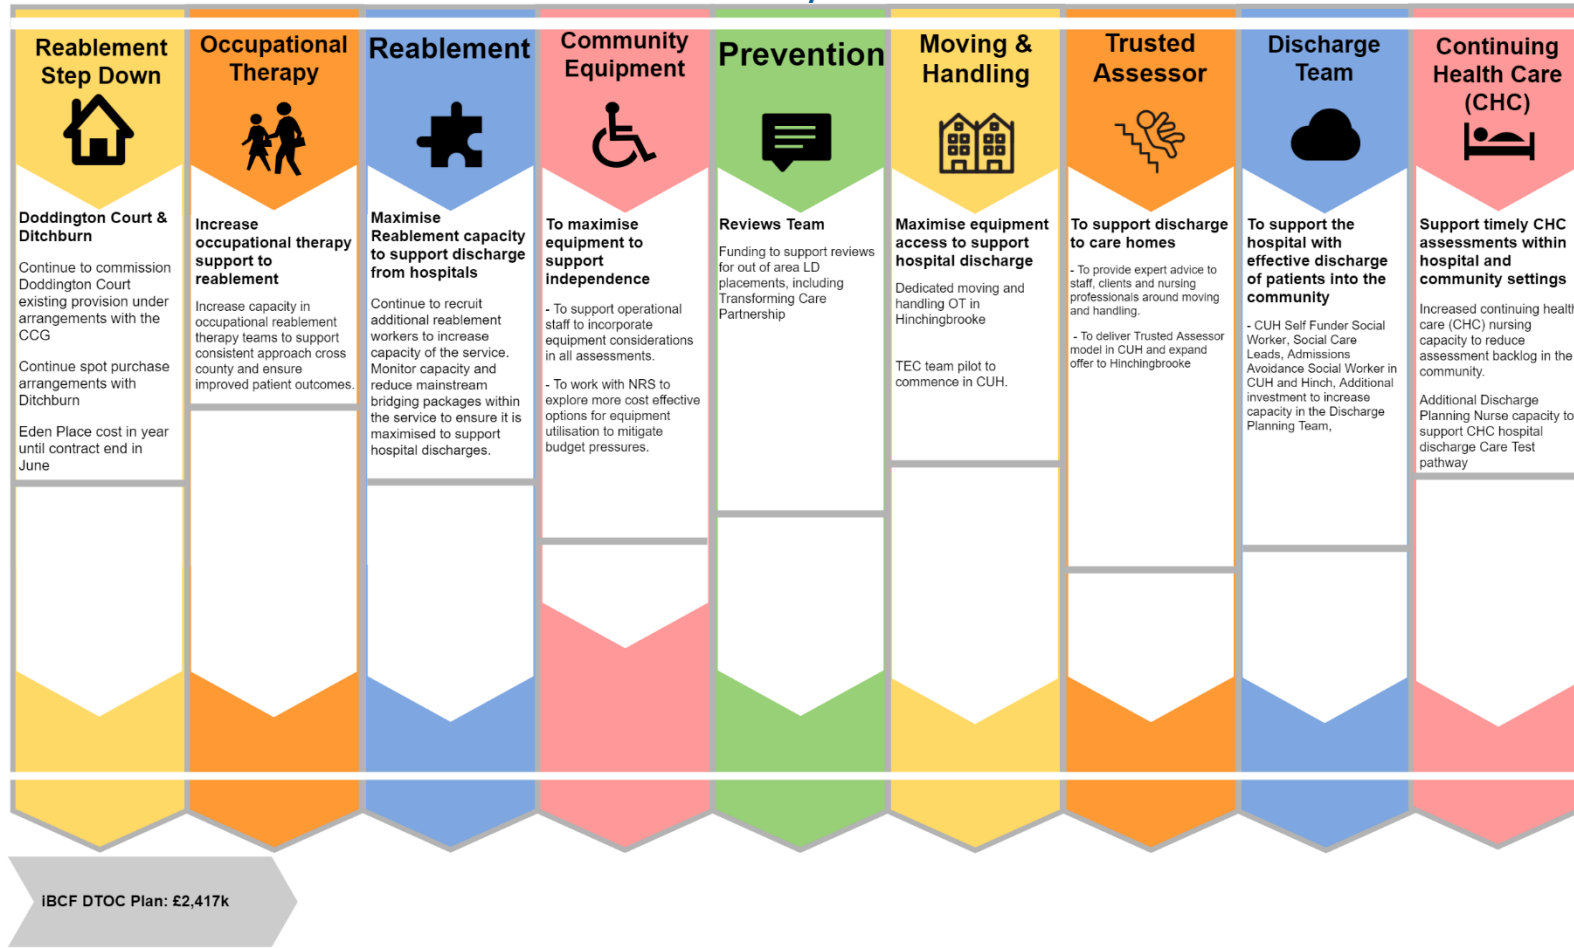 Reablement
Step Down
Doddington Court &
Ditchburn
Continue to commission
Doddington Court
existing provision under
arrangements with the
CCG
Continue spot purchase
arrangements with
Ditchburn
Eden Place cost in year
until contract end in
June
Occupational
Therapy
Increase
occupational therapy
support to
reablement
Increase capacity in
occupational reablement
therapy teams to support
consistent approach cross
county and ensure
improved patient outcomes.
Reablement
Maximise
Reablement capacity
to support discharge
from hospitals
Continue to recruit
additional reablement
workers to increase
capacity of the service.
Monitor capacity and
reduce mainstream
bridging packages within
the service to ensure it is
maximised to support
hospital discharges.
Community
Equipment
To maximise
equipment to
support
independence
- To support operational
staff to incorporate
equipment considerations
in all assessments.
- To work with NRS to
explore more cost effective
options for equipment
utilisation to mitigate
budget pressures.
Prevention
Reviews Team
Funding to support reviews
for out of area LD
placements, including
Transforming Care
Partnership
Moving &
Handling
Maximise equipment
access to support
hospital discharge
Dedicated moving and
handling OT in
Hinchingbrooke
TEC team pilot to
commence in CUH.
Trusted
Assessor
To support discharge
to care homes
- To provide expert advice to
staff, clients and nursing
professionals around moving
and handling.
- To deliver Trusted Assessor
model in CUH and expand
offer to Hinchingbrooke
Discharge
Team
To support the
hospital with
effective discharge
of patients into the
community
- CUH Self Funder Social
Worker, Social Care
Leads, Admissions
Avoidance Social Worker in
CUH and Hinch, Additional
investment to increase
capacity in the Discharge
Planning Team,
Continuing
Health Care
(CHC)
Support timely CHC
assessments within
hospital and
community settings
Increased continuing health
care (CHC) nursing
capacity to reduce
assessment backlog in the
community.
Additional Discharge
Planning Nurse capacity to
support CHC hospital
discharge Care Test
pathway
iBCF DTOC Plan: £2,417k